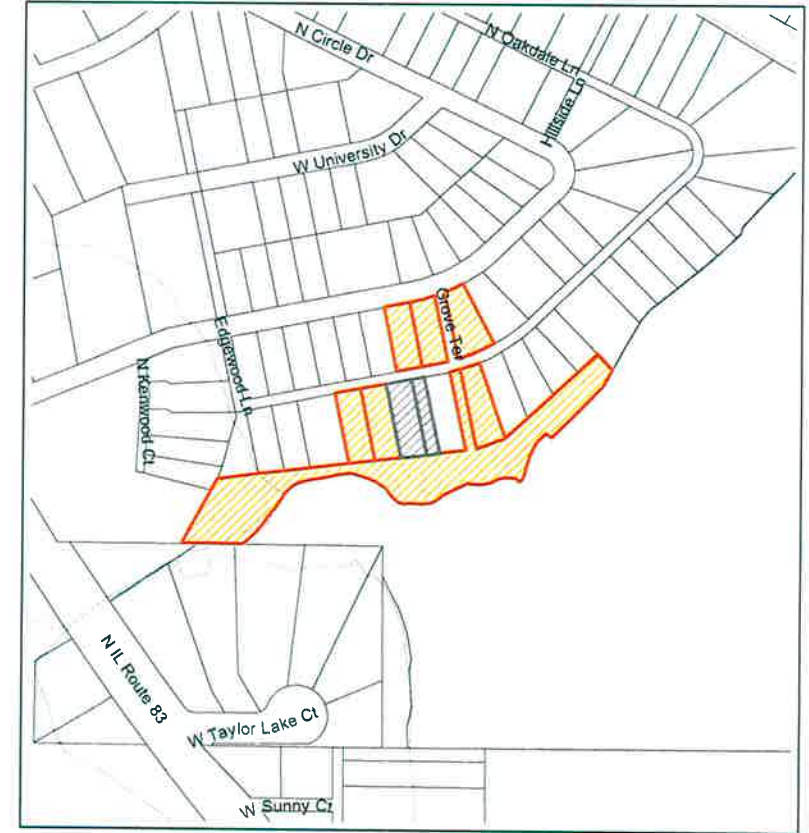 N Circle Dr
N Oakdale Ln
Hillside Ln
W University Dr
Grove Ter
Edgewood Ln
N Kenwood Ct
N IL Route 83
W Taylor Lake Ct
W Sunny Ct